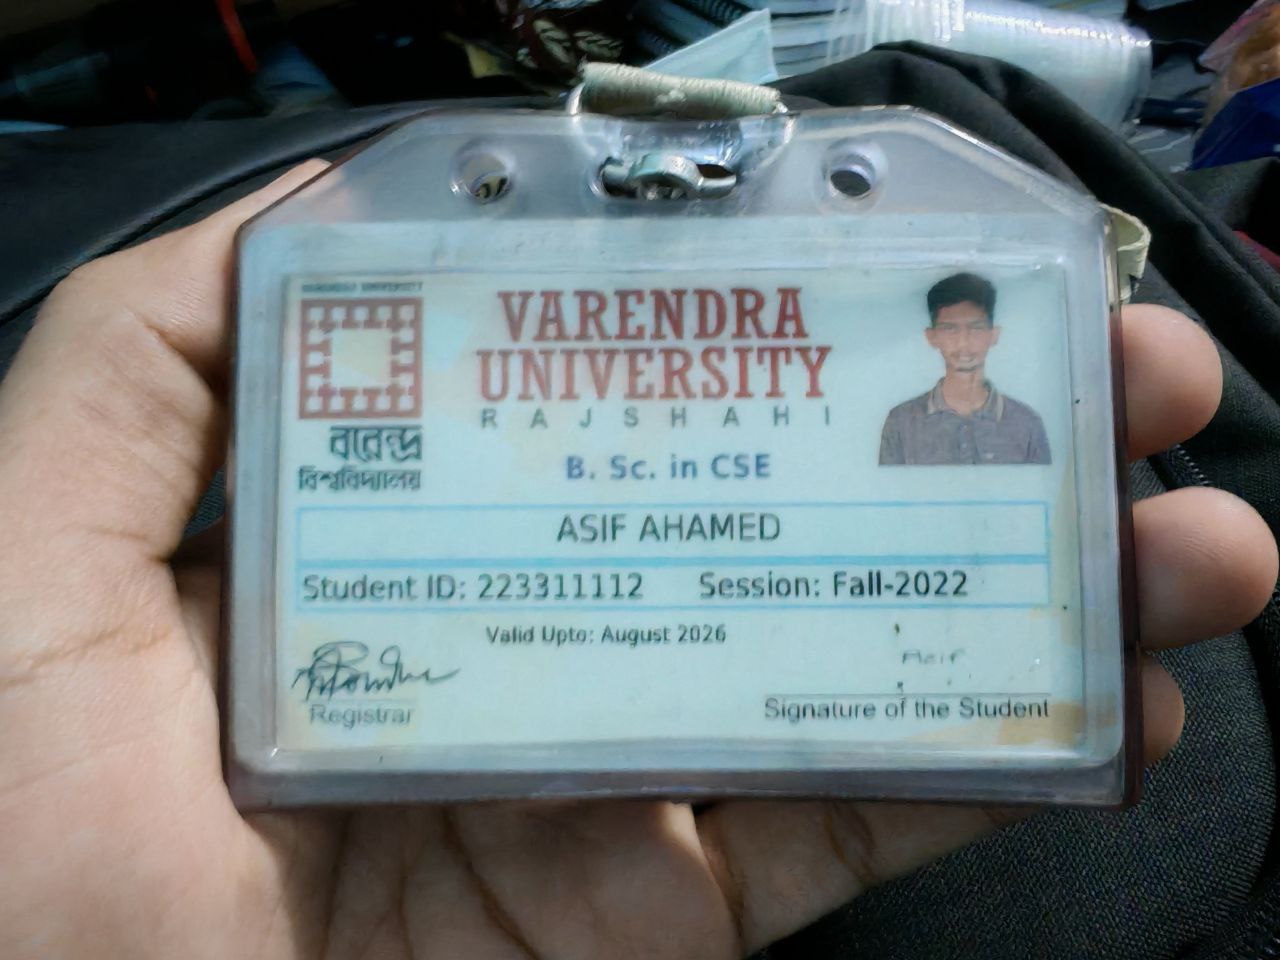 VARENDRA UNIVERSITY
বরেন্দ্র
বিশ্ববিদ্যালয়
VARENDRA
UNIVERSITY
RAJSHAHI
B. Sc. in CSE
ASIF AHAMED
Student ID: 223311112 Session: Fall-2022
Valid Upto: August 2026
Asif
Registrar
Signature of the Student